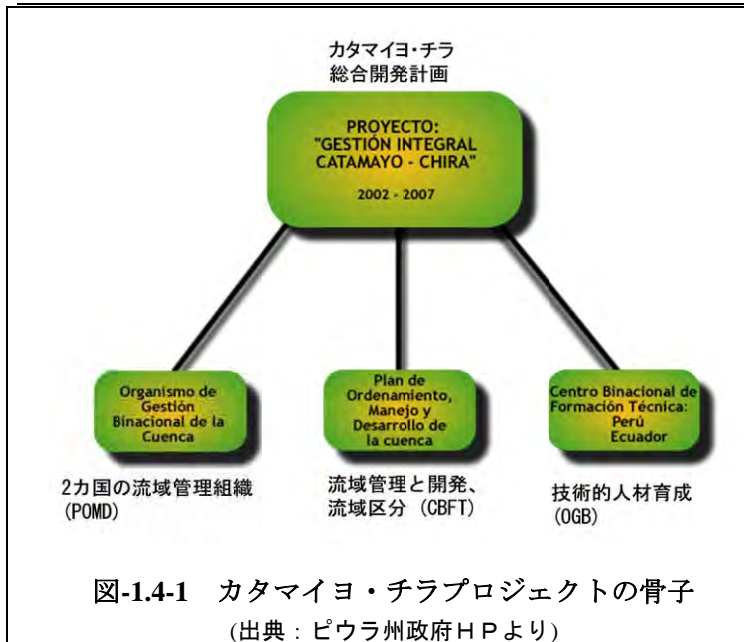 カタマイヨ・チラ
総合開発計画
PROYECTO:
"GESTIÓN INTEGRAL
CATAMAYO - CHIRA"
2002 - 2007
Organismo de
Gestión
Binacional de la
Cuenca
2カ国の流域管理組織
(POMD)
Plan de
Ordenamiento,
Manejo y
Desarrollo de
la cuenca
流域管理と開発、
流域区分 (CBFT)
Centro Binacional de
Formación Técnica:
Perú
Ecuador
技術的人材育成
(OGB)
図-1.4-1 カタマイヨ・チラプロジェクトの骨子
(出典：ピウラ州政府ＨＰより)